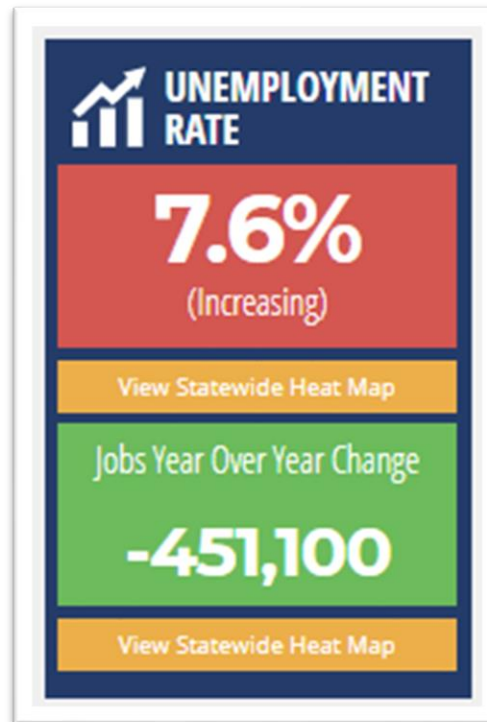 UNEMPLOYMENT
RATE
7.6%
(Increasing)
View Statewide Heat Map
Jobs Year Over Year Change
-451,100
View Statewide Heat Map